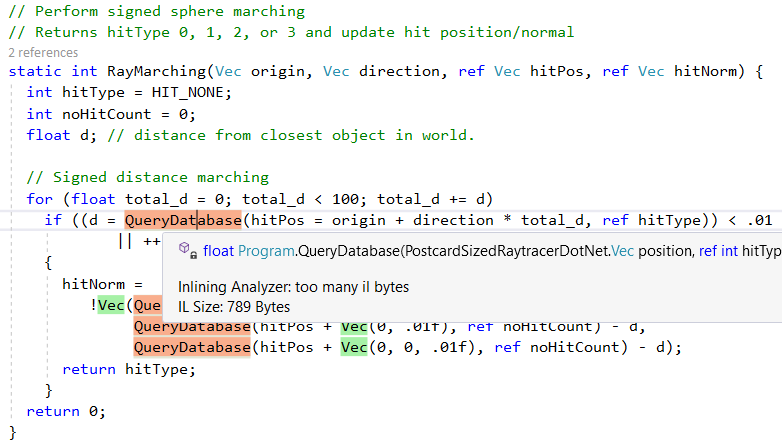 // Perform signed sphere marching
// Returns hitType 0, 1, 2, or 3 and update hit position/normal
2 references
static int RayMarching(Vec origin, Vec direction, ref Vec hitPos, ref Vec hitNorm) {
int hitType = HIT_NONE;
int noHitCount = 0;
float d; // distance from closest object in world.
// Signed distance marching
for (float total_d = 0; total_d < 100; total_d += d)
if ((d = QueryDatabase(hitPos = origin + direction * total_d, ref hitType)) < .01
|| ++
float Program.QueryDatabase(PostcardSizedRaytracerDotNet.Vec position, ref int hitTyp
{
Inlining Analyzer: too many il bytes
hitNorm =
IL Size: 789 Bytes
!Vec(Que
QueryDatabase(hitPos + Vec(0, .01f), ref noHitCount) - d,
QueryDatabase(hitPos + Vec(0, 0, .01f), ref noHitCount) - d);
return hitType;
}
return 0;
}